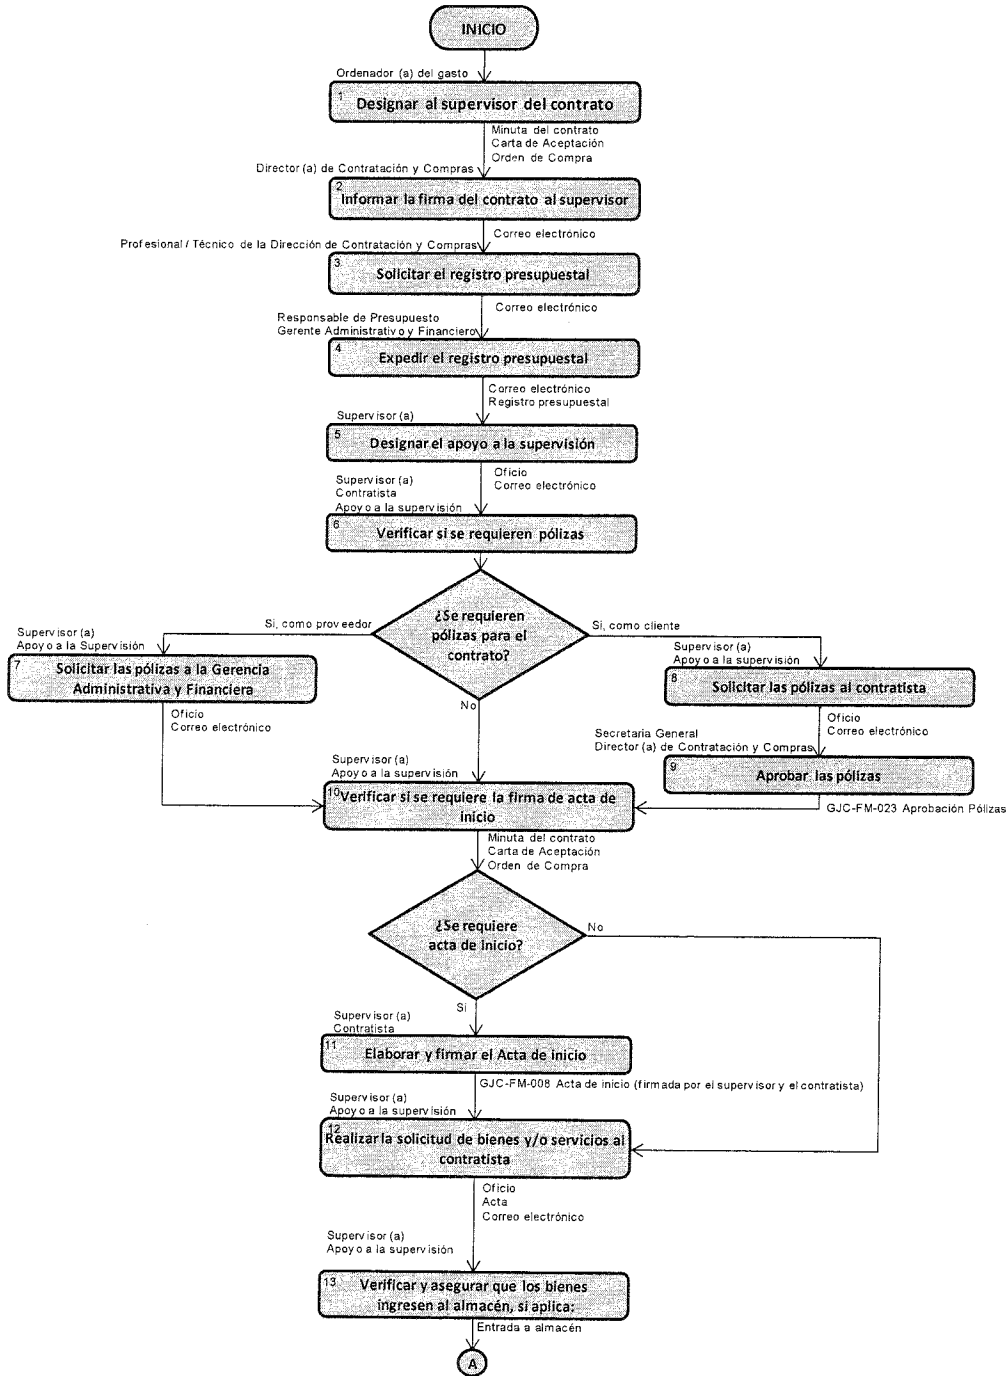 INICIO
Ordenador (a) del gasto
1
Designar al supervisor del contrato
Minuta del contrato
Carta de Aceptación
Orden de Compra
Director (a) de Contratación y Compras
2
Informar la firma del contrato al supervisor
Correo electrónico
Profesional / Técnico de la Dirección de Contratación y Compras
3
Solicitar el registro presupuestal
Correo electrónico
Responsable de Presupuesto
Gerente Administrativo y Financiero
4
Expedir el registro presupuestal
Correo electrónico
Registro presupuestal
Supervisor (a)
5
Designar el apoyo a la supervisión
Oficio
Correo electrónico
Supervisor (a)
Contratista
Apoyo a la supervisión
6
Verificar si se requieren pólizas
¿Se requieren
pólizas para el
contrato?
Si, como proveedor
Si, como cliente
No
Supervisor (a)
Apoyo a la Supervisión
7
Solicitar las pólizas a la Gerencia
Administrativa y Financiera
Oficio
Correo electrónico
Supervisor (a)
Apoyo a la supervisión
8
Solicitar las pólizas al contratista
Oficio
Correo electrónico
Secretaria General
Director (a) de Contratación y Compras
9
Aprobar las pólizas
GJC-FM-023 Aprobación Pólizas
Supervisor (a)
Apoyo a la supervisión
10
Verificar si se requiere la firma de acta de
inicio
Minuta del contrato
Carta de Aceptación
Orden de Compra
¿Se requiere
acta de inicio?
No
Si
Supervisor (a)
Contratista
11
Elaborar y firmar el Acta de inicio
GJC-FM-008 Acta de inicio (firmada por el supervisor y el contratista)
Supervisor (a)
Apoyo a la supervisión
12
Realizar la solicitud de bienes y/o servicios al
contratista
Oficio
Acta
Correo electrónico
Supervisor (a)
Apoyo a la supervisión
13
Verificar y asegurar que los bienes
ingresen al almacén, si aplica:
Entrada a almacén
A